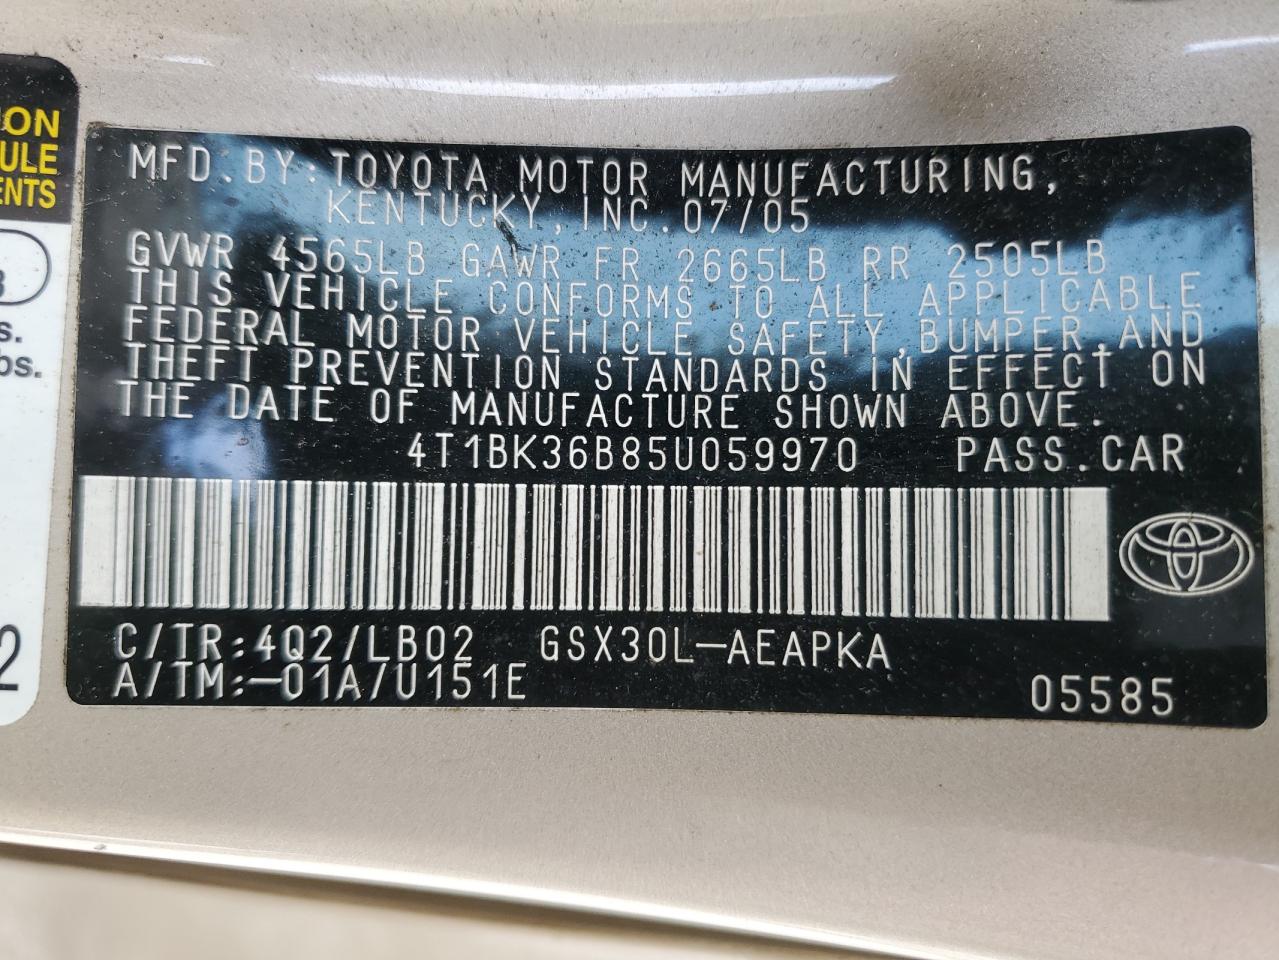 MFD.BY:TOYOTA MOTOR MANUFACTURING,
KENTUCKY, INC. 07/05
GVWR 4565LB GAWR FR 2665LB RR 2505LB
THIS VEHICLE CONFORMS TO ALL APPLICABLE
FEDERAL MOTOR VEHICLE SAFETY,BUMPER,AND
THEFT PREVENTION STANDARDS IN EFFECT ON
THE DATE OF MANUFACTURE SHOWN ABOVE.
4T1BK36B85U059970 PASS.CAR
C/TR:4Q2/LB02 GSX30L-AEAPKA
A/TM:-01A/U151E 05585